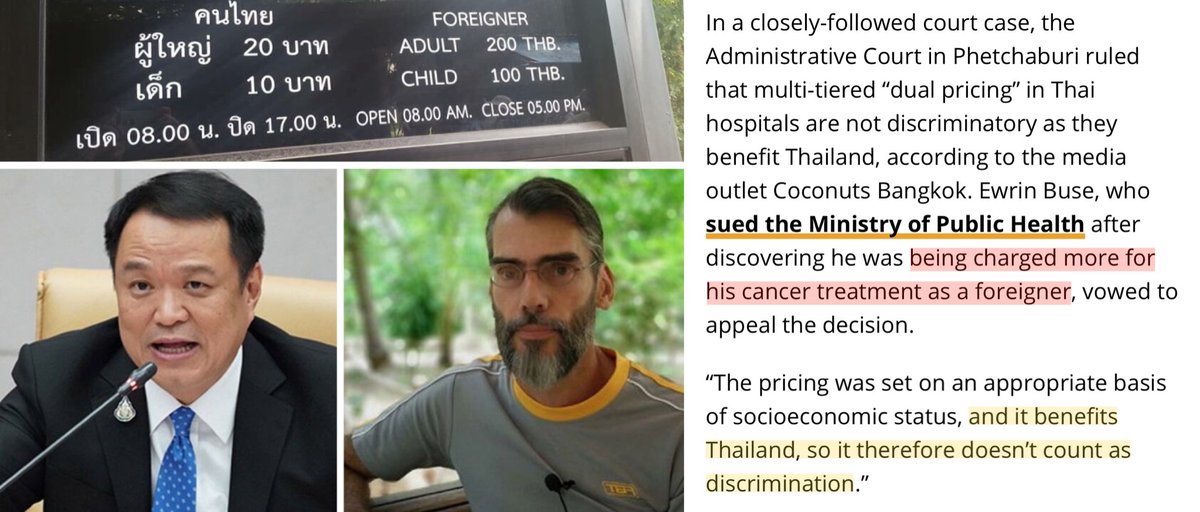 คนไทย
ผู้ใหญ่ 20 บาท
เด็ก 10 บาท
เปิด 08.00 น. ปิด 17.00 น.
FOREIGNER
ADULT 200 THB.
CHILD 100 THB.
OPEN 08.00 AM. CLOSE 05.00 PM.
In a closely-followed court case, the
Administrative Court in Phetchaburi ruled
that multi-tiered “dual pricing” in Thai
hospitals are not discriminatory as they
benefit Thailand, according to the media
outlet Coconuts Bangkok. Ewrin Buse, who
sued the Ministry of Public Health after
discovering he was being charged more for
his cancer treatment as a foreigner, vowed to
appeal the decision.
“The pricing was set on an appropriate basis
of socioeconomic status, and it benefits
Thailand, so it therefore doesn’t count as
discrimination.”